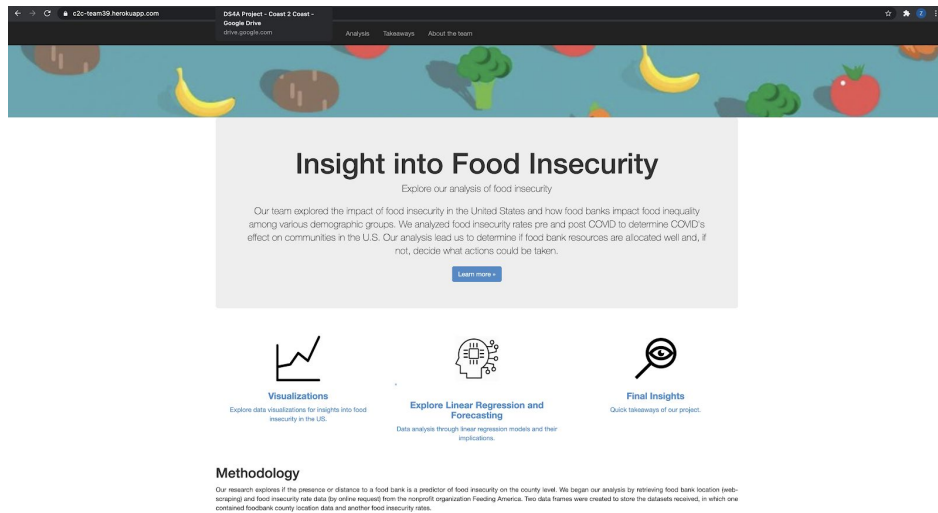 c2c-team39.herokuapp.com
DS4A Project - Coast 2 Coast -
Google Drive
drive.google.com
Analysis Takeaways About the team
Z
Insight into Food Insecurity
Explore our analysis of food insecurity
Our team explored the impact of food insecurity in the United States and how food banks impact food inequality
among various demographic groups. We analyzed food insecurity rates pre and post COVID to determine COVID's
effect on communities in the U.S. Our analysis lead us to determine if food bank resources are allocated well and, if
not, decide what actions could be taken.
Learn more »
Visualizations
Explore data visualizations for insights into food
insecurity in the US.
Explore Linear Regression and
Forecasting
Data analysis through linear regression models and their
implications.
Final Insights
Quick takeaways of our project.
Methodology
Our research explores if the presence or distance to a food bank is a predictor of food insecurity on the county level. We began our analysis by retrieving food bank location (web-
scraping) and food insecurity rate data (by online request) from the nonprofit organization Feeding America. Two data frames were created to store the datasets received, in which one
contained foodbank county location data and another food insecurity rates.